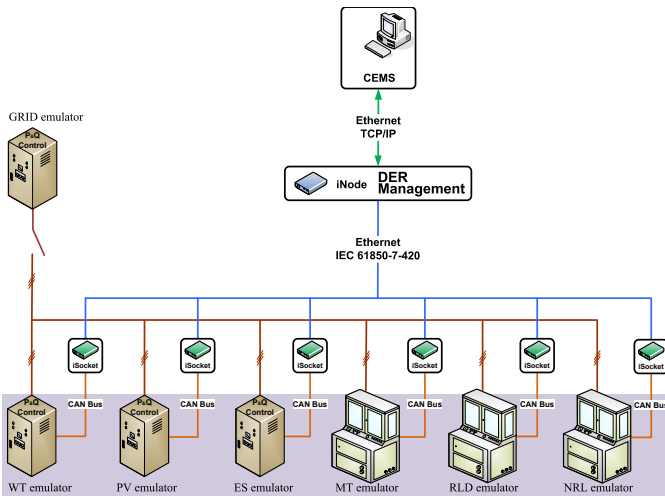 CEMS
Ethernet
TCP/IP
GRID emulator
P&Q
Control
iNode
DER
Management
Ethernet
IEC 61850-7-420
iSocket
iSocket
iSocket
iSocket
iSocket
iSocket
CAN Bus
CAN Bus
CAN Bus
CAN Bus
CAN Bus
CAN Bus
P&Q
Control
P&Q
Control
P&Q
Control
WT emulator
PV emulator
ES emulator
MT emulator
RLD emulator
NRL emulator